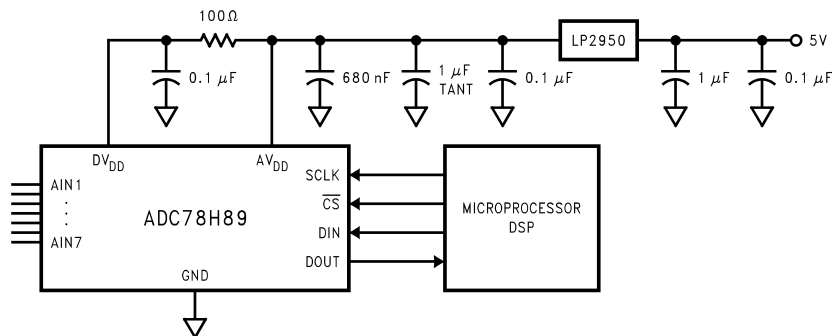 100Ω
LP2950
5V
0.1 μF
680 nF
1 μF
TANT
0.1 μF
1 μF
0.1 μF
DVDD
AVDD
AIN1
AIN7
ADC78H89
SCLK
C̅S̅
DIN
DOUT
GND
MICROPROCESSOR
DSP